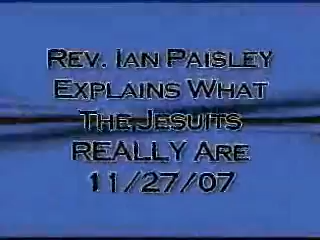 Rev. Ian Paisley
Explains What
The Jesuits
REALLY Are
11/27/07